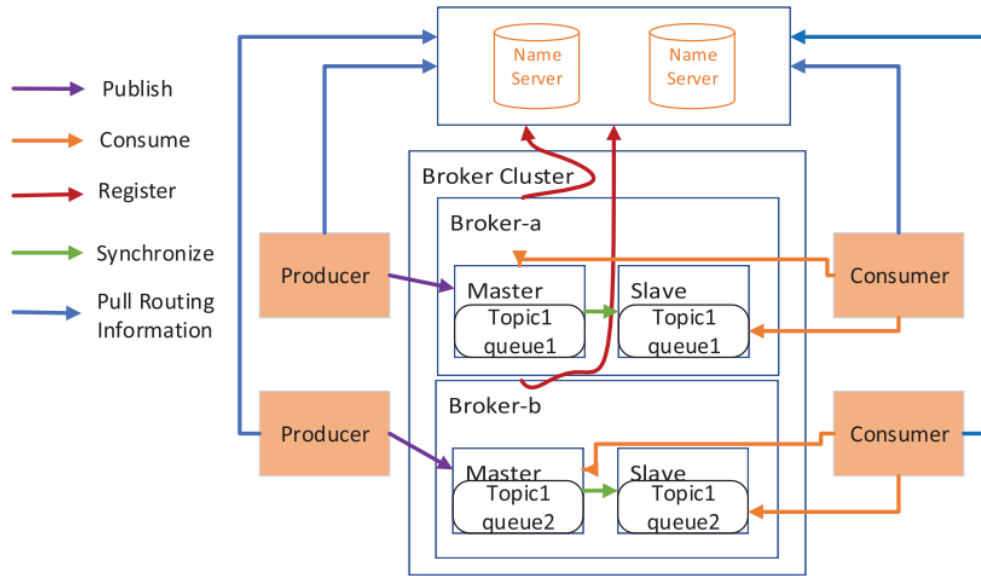 Name
Server
Name
Server
Publish
Consume
Register
Synchronize
Pull Routing
Information
Broker Cluster
Broker-a
Producer
Master
Topic1
queue1
Slave
Topic1
queue1
Consumer
Broker-b
Producer
Master
Topic1
queue2
Slave
Topic1
queue2
Consumer